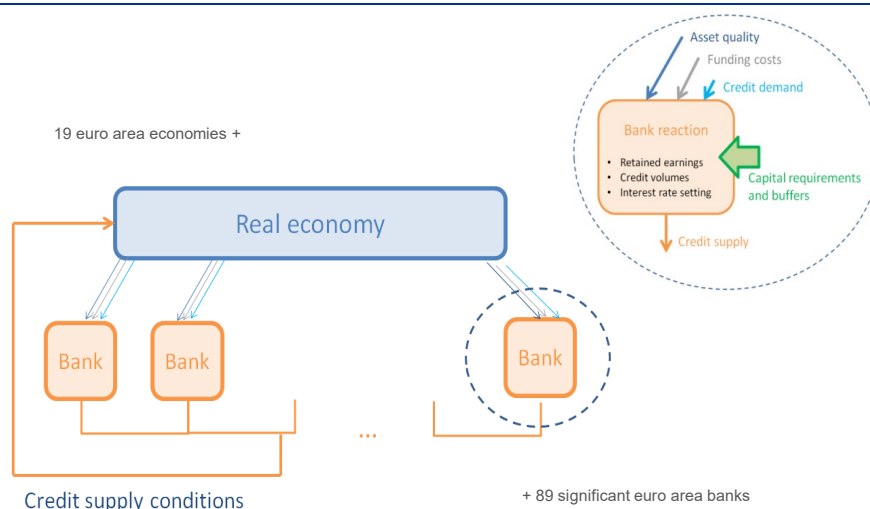 Asset quality
Funding costs
Credit demand
19 euro area economies +
Bank reaction
• Retained earnings
• Credit volumes
• Interest rate setting
Capital requirements
and buffers
Real economy
Credit supply
Bank
Bank
Bank
...
Credit supply conditions
+ 89 significant euro area banks